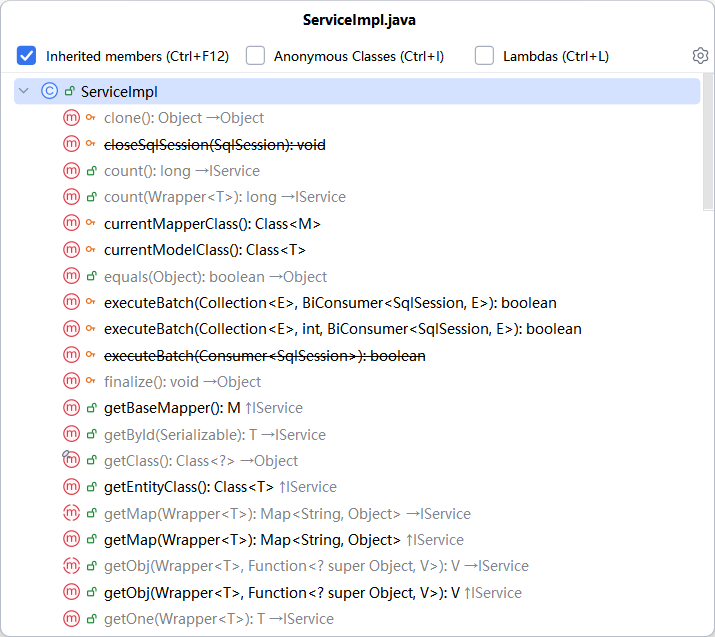 ServiceImpl.java
Inherited members (Ctrl+F12) Anonymous Classes (Ctrl+I) Lambdas (Ctrl+L)
ServiceImpl
clone(): Object →Object
closeSqlSession(SqlSession): void
count(): long →IService
count(Wrapper<T>): long →IService
currentMapperClass(): Class<M>
currentModelClass(): Class<T>
equals(Object): boolean →Object
executeBatch(Collection<E>, BiConsumer<SqlSession, E>): boolean
executeBatch(Collection<E>, int, BiConsumer<SqlSession, E>): boolean
executeBatch(Consumer<SqlSession>): boolean
finalize(): void →Object
getBaseMapper(): M ↑IService
getById(Serializable): T →IService
getClass(): Class<?> →Object
getEntityClass(): Class<T> ↑IService
getMap(Wrapper<T>): Map<String, Object> →IService
getMap(Wrapper<T>): Map<String, Object> ↑IService
getObj(Wrapper<T>, Function<? super Object, V>): V →IService
getObj(Wrapper<T>, Function<? super Object, V>): V ↑IService
getOne(Wrapper<T>): T →IService